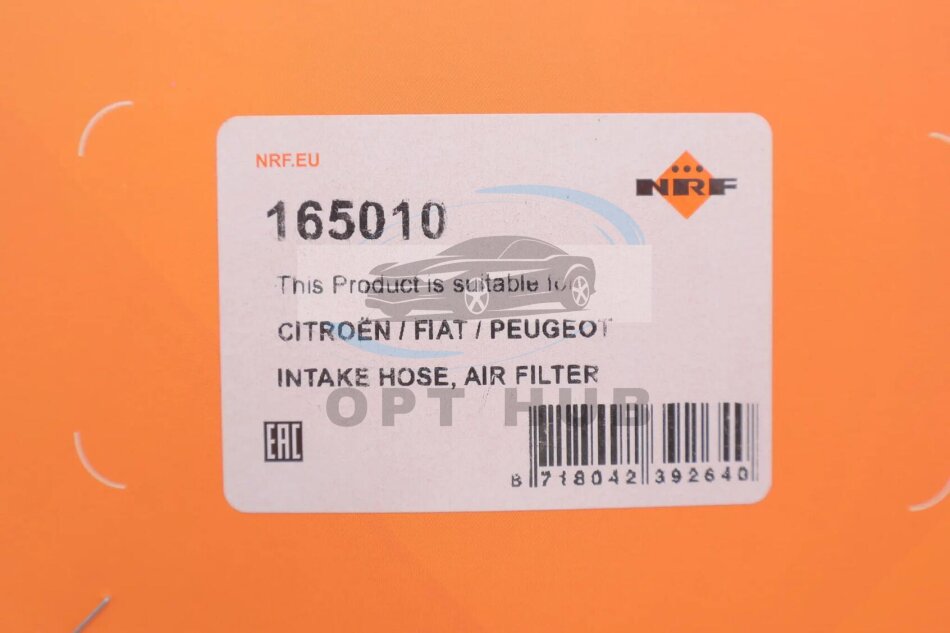 NRF.EU
NRF
165010
This Product is suitable for
CITROËN / FIAT / PEUGEOT
INTAKE HOSE, AIR FILTER
OPT HUB
EAC
8 718042 392640